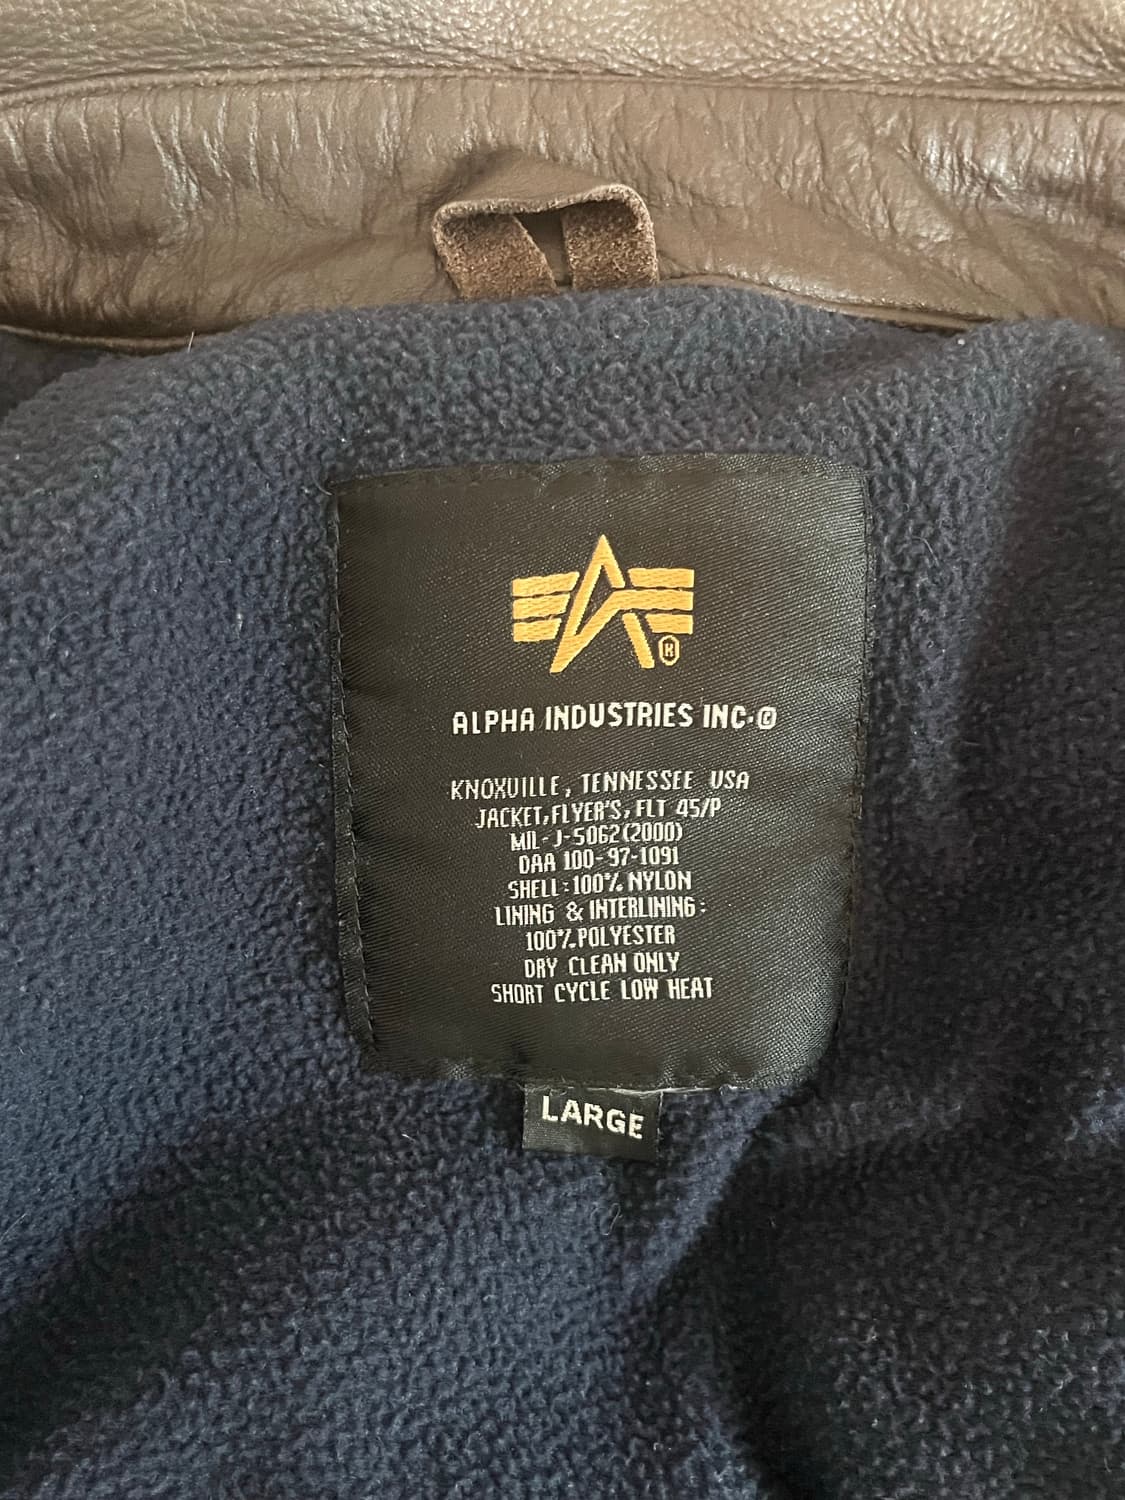 ALPHA INDUSTRIES INC.©
KNOXVILLE, TENNESSEE USA
JACKET, FLYER'S, FLT 45/P
MIL-J-5062(2000)
DAA 100-97-1091
SHELL:100% NYLON
LINING & INTERLINING:
100% POLYESTER
DRY CLEAN ONLY
SHORT CYCLE LOW HEAT
LARGE